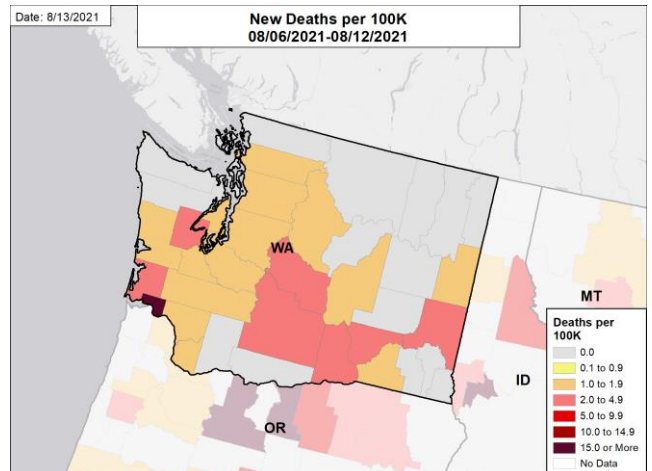 Date: 8/13/2021
New Deaths per 100K
08/06/2021-08/12/2021
WA
MT
ID
OR
Deaths per
100K
0.0
0.1 to 0.9
1.0 to 1.9
2.0 to 4.9
5.0 to 9.9
10.0 to 14.9
15.0 or More
No Data